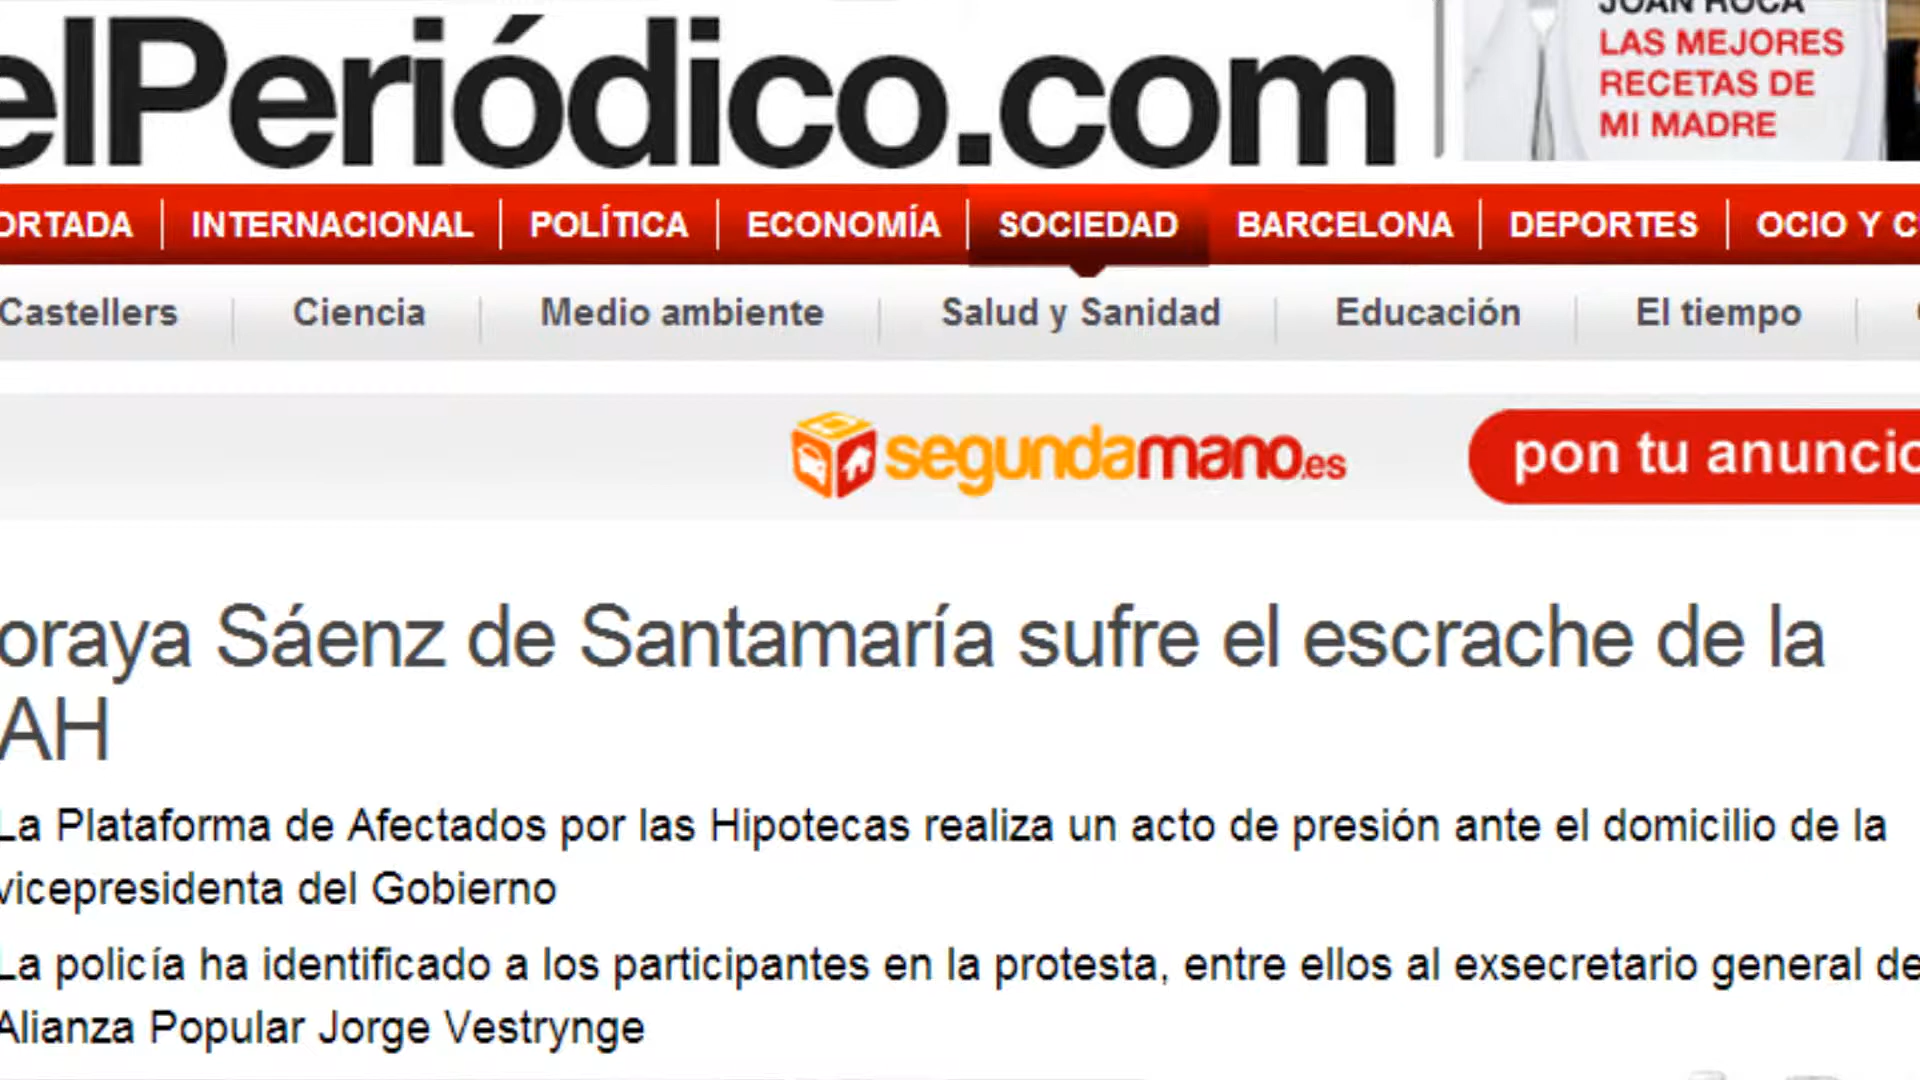 elPeriódico.com
JOAN ROCA
LAS MEJORES
RECETAS DE
MI MADRE
ORTADA INTERNACIONAL POLÍTICA ECONOMÍA SOCIEDAD BARCELONA DEPORTES OCIO Y C
Castellers Ciencia Medio ambiente Salud y Sanidad Educación El tiempo
segundamano.es pon tu anuncio
oraya Sáenz de Santamaría sufre el escrache de la
AH
La Plataforma de Afectados por las Hipotecas realiza un acto de presión ante el domicilio de la
vicepresidenta del Gobierno
La policía ha identificado a los participantes en la protesta, entre ellos al exsecretario general de
Alianza Popular Jorge Vestrynge